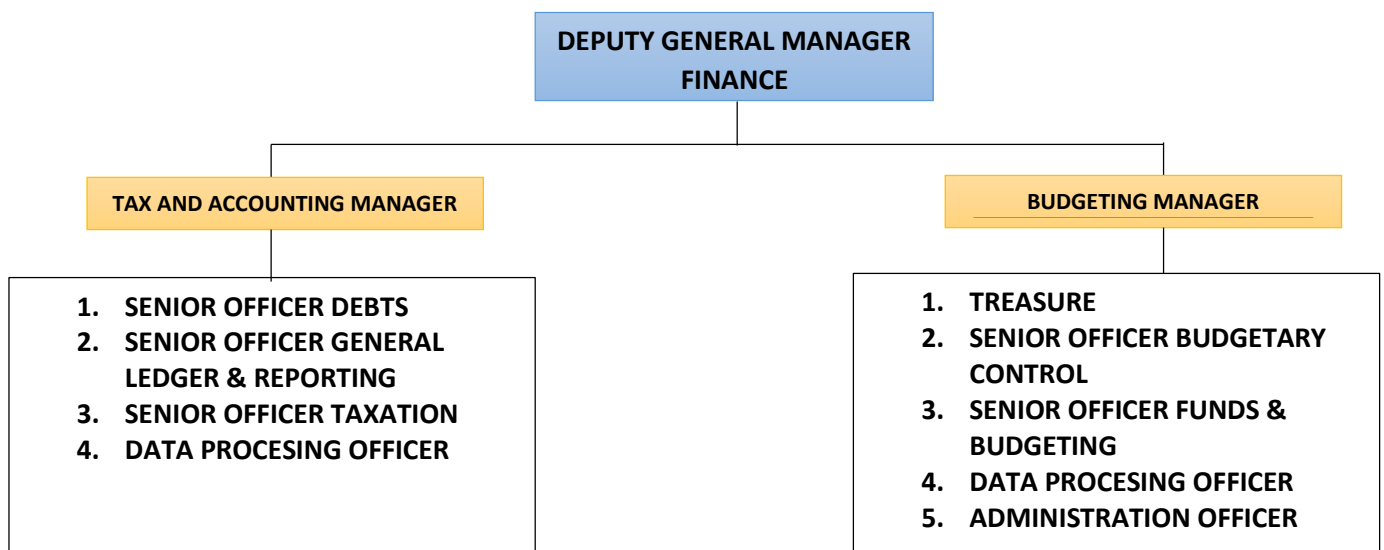 DEPUTY GENERAL MANAGER
FINANCE
TAX AND ACCOUNTING MANAGER
BUDGETING MANAGER
1. SENIOR OFFICER DEBTS
2. SENIOR OFFICER GENERAL
LEDGER & REPORTING
3. SENIOR OFFICER TAXATION
4. DATA PROCESING OFFICER
1. TREASURE
2. SENIOR OFFICER BUDGETARY
CONTROL
3. SENIOR OFFICER FUNDS &
BUDGETING
4. DATA PROCESING OFFICER
5. ADMINISTRATION OFFICER